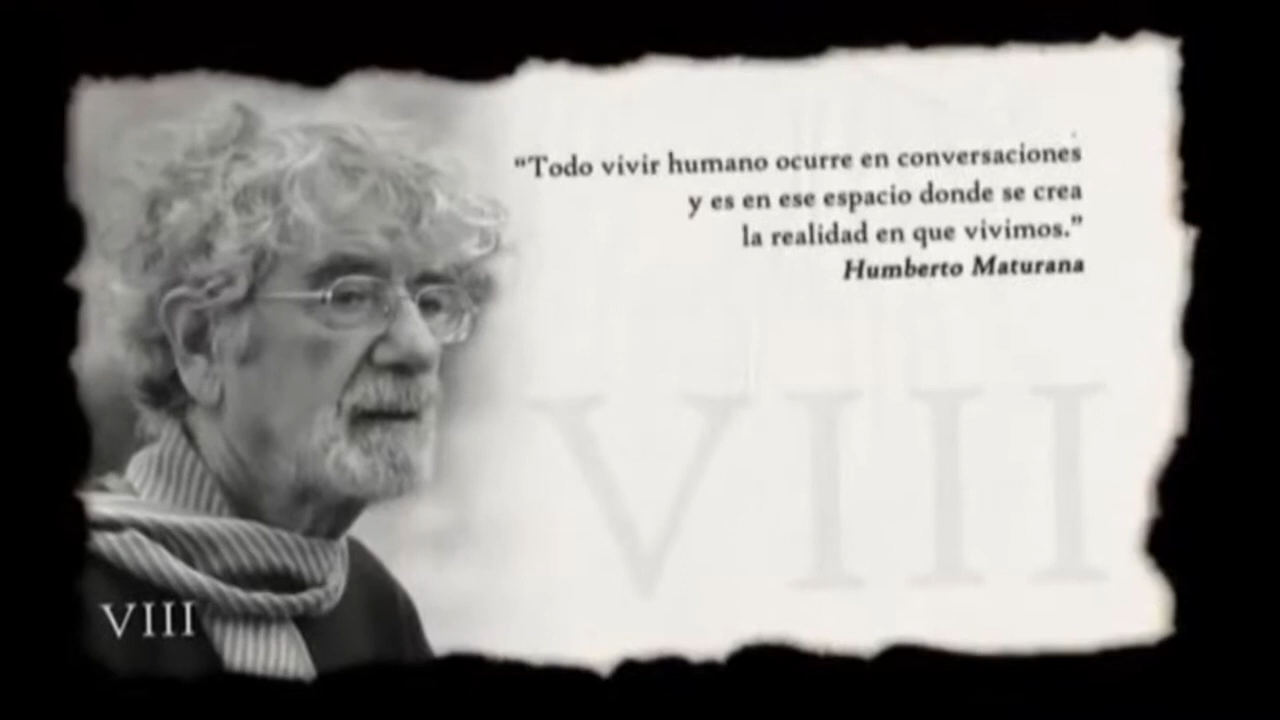 “Todo vivir humano ocurre en conversaciones
y es en ese espacio donde se crea
la realidad en que vivimos.”
Humberto Maturana
VIII
VIII